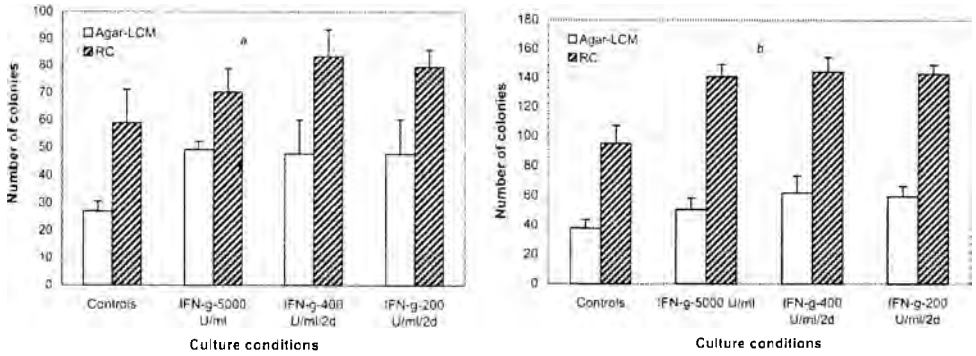 100
90
80
70
60
50
40
30
20
10
0
Number of colonies
Agar-LCM
RC
a
Controls
IFN-g-5000
U/ml
IFN-g-400
U/ml/2d
IFN-g-200
U/ml/2d
Culture conditions
180
160
140
120
100
80
60
40
20
0
Number of colonies
Agar-LCM
RC
b
Controls
IFN-g-5000 U/ml
IFN-g-400
U/ml/2d
IFN-g-200
U/ml/2d
Culture conditions